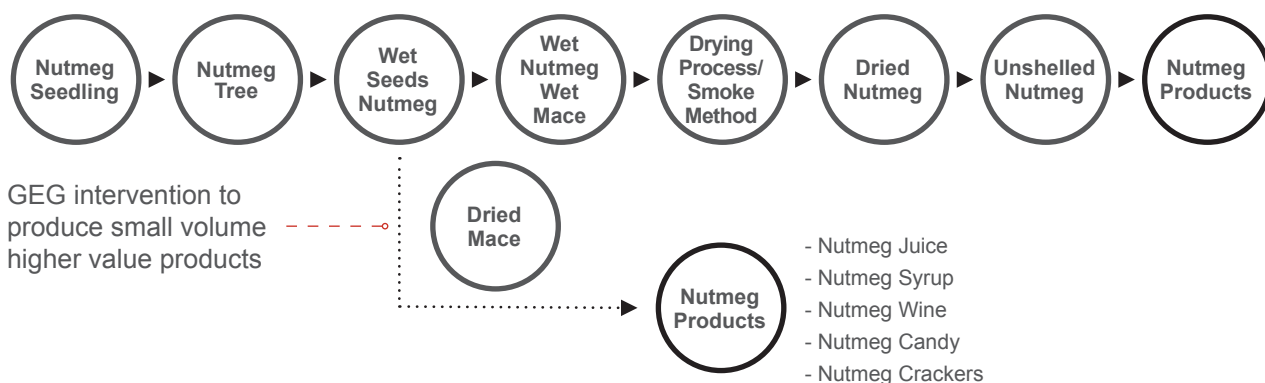 Nutmeg
Seedling
Nutmeg
Tree
Wet
Seeds
Nutmeg
Wet
Nutmeg
Wet
Mace
Drying
Process/
Smoke
Method
Dried
Nutmeg
Unshelled
Nutmeg
Nutmeg
Products
GEG intervention to
produce small volume
higher value products
Dried
Mace
Nutmeg
Products
- Nutmeg Juice
- Nutmeg Syrup
- Nutmeg Wine
- Nutmeg Candy
- Nutmeg Crackers